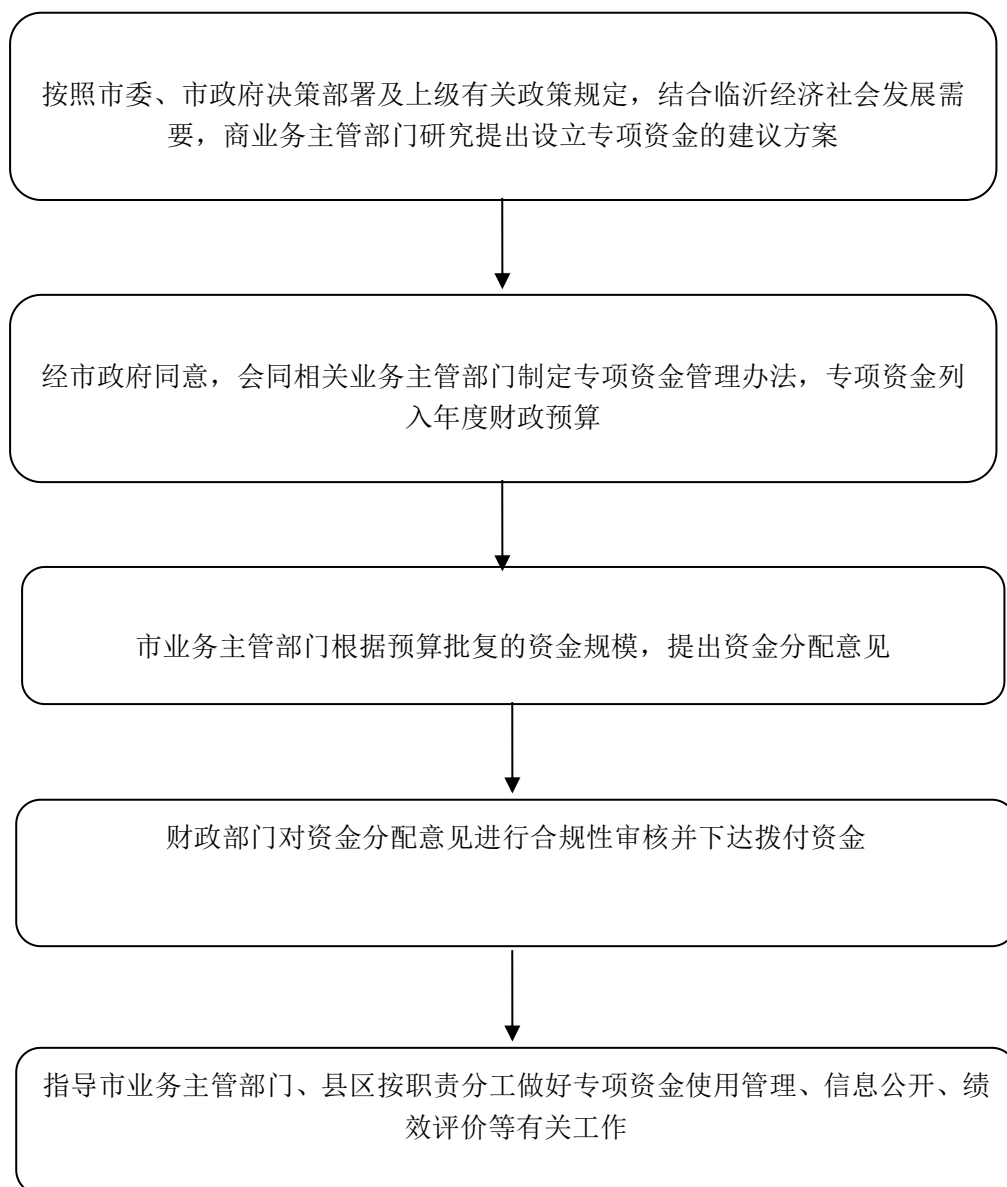 按照市委、市政府决策部署及上级有关政策规定，结合临沂经济社会发展需
要，商业务主管部门研究提出设立专项资金的建议方案
经市政府同意，会同相关业务主管部门制定专项资金管理办法，专项资金列
入年度财政预算
市业务主管部门根据预算批复的资金规模，提出资金分配意见
财政部门对资金分配意见进行合规性审核并下达拨付资金
指导市业务主管部门、县区按职责分工做好专项资金使用管理、信息公开、绩
效评价等有关工作